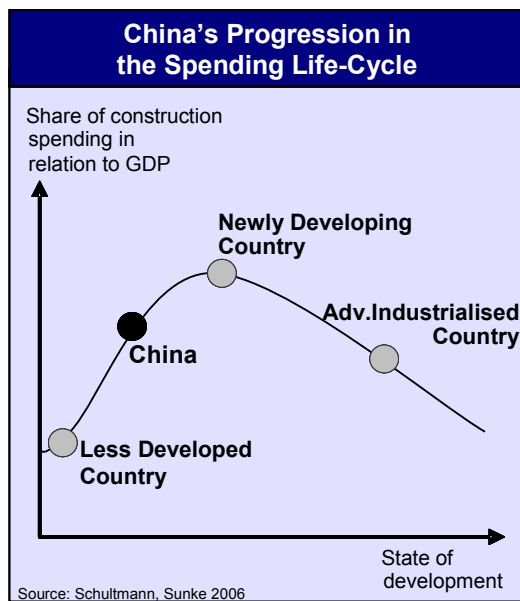 China's Progression in
the Spending Life-Cycle
Share of construction
spending in
relation to GDP
Newly Developing
Country
Adv.Industrialised
Country
China
Less Developed
Country
State of
development
Source: Schultmann, Sunke 2006